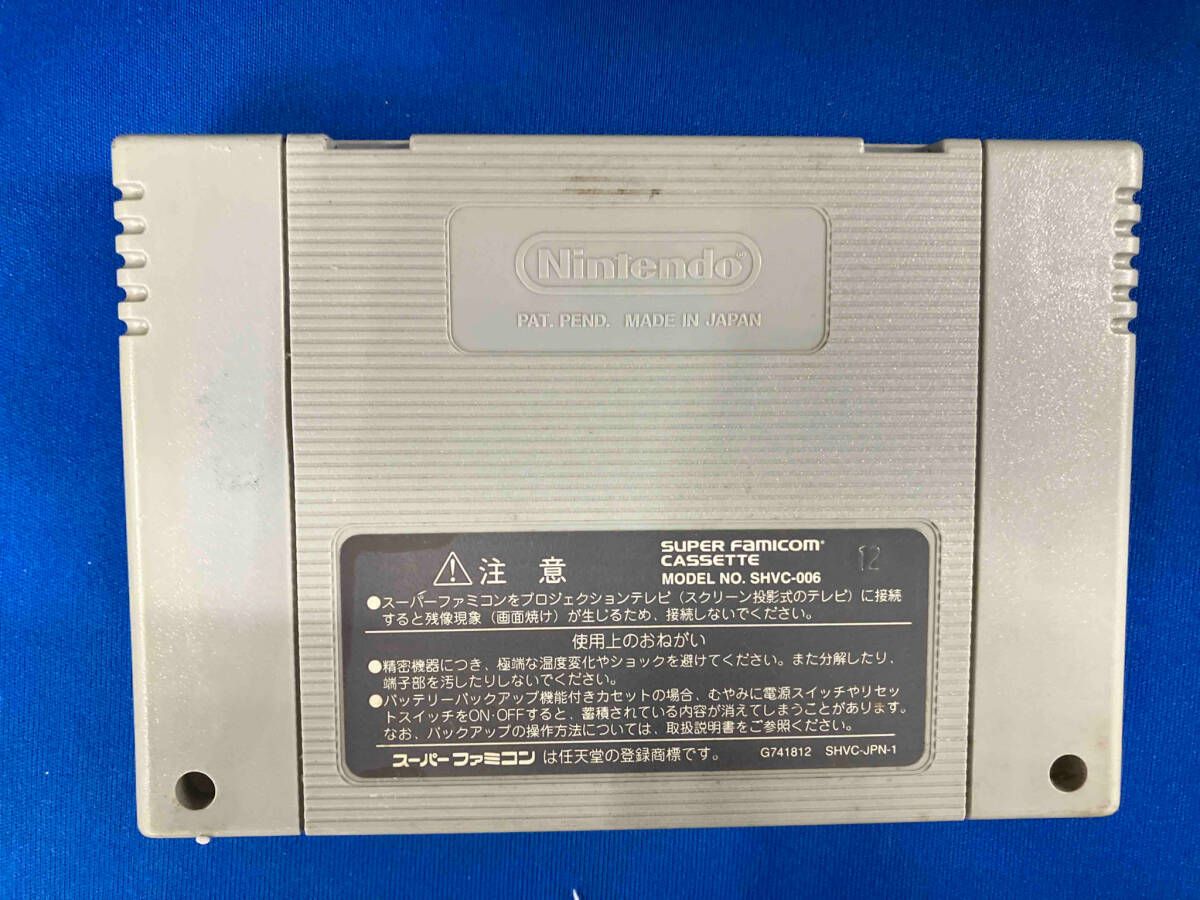 Nintendo®
PAT. PEND. MADE IN JAPAN
⚠注意
SUPER FAMICOM®
CASSETTE
MODEL NO. SHVC-006
12
●スーパーファミコンをプロジェクションテレビ（スクリーン投影式のテレビ）に接続
すると残像現象（画面焼け）が生じるため、接続しないでください。
使用上のおねがい
●精密機器につき、極端な温度変化やショックを避けてください。また分解したり、
端子部を汚したりしないでください。
●バッテリーバックアップ機能付きカセットの場合、むやみに電源スイッチやリセッ
トスイッチをON・OFFすると、蓄積されている内容が消えてしまうことがあります。
なお、バックアップの操作方法については、取扱説明書をご参照ください。
スーパーファミコンは任天堂の登録商標です。
G741812 SHVC-JPN-1